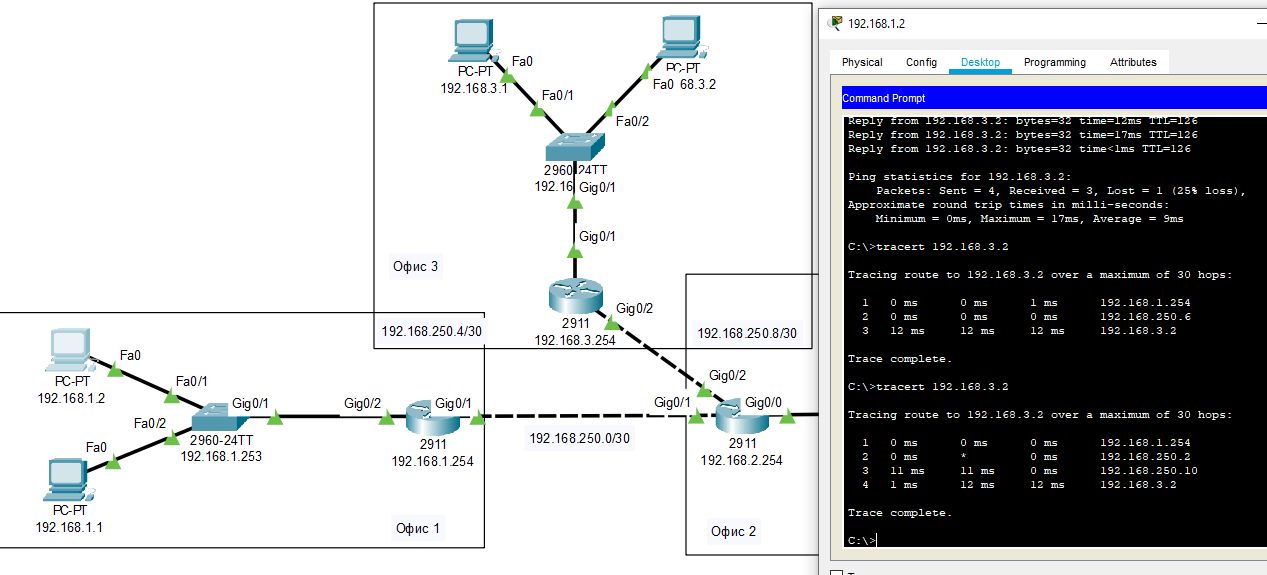 PC-PT
192.168.3.1
Fa0
PC-PT
Fa0 68.3.2
Fa0/1
Fa0/2
2960-24TT
192.16
Gig0/1
Gig0/1
Офис 3
2911
192.168.3.254
Gig0/2
192.168.250.4/30
192.168.250.8/30
PC-PT
192.168.1.2
Fa0
Fa0/1
Fa0/2
Gig0/1
2960-24TT
192.168.1.253
Fa0
PC-PT
192.168.1.1
Gig0/2
Gig0/1
2911
192.168.1.254
Офис 1
192.168.250.0/30
Gig0/2
Gig0/1
Gig0/0
2911
192.168.2.254
Офис 2
192.168.1.2
Physical Config Desktop Programming Attributes
Command Prompt
Reply from 192.168.3.2: bytes=32 time=12ms TTL=126
Reply from 192.168.3.2: bytes=32 time=17ms TTL=126
Reply from 192.168.3.2: bytes=32 time<1ms TTL=126
Ping statistics for 192.168.3.2:
Packets: Sent = 4, Received = 3, Lost = 1 (25% loss),
Approximate round trip times in milli-seconds:
Minimum = 0ms, Maximum = 17ms, Average = 9ms
C:\>tracert 192.168.3.2
Tracing route to 192.168.3.2 over a maximum of 30 hops:
1 0 ms 0 ms 1 ms 192.168.1.254
2 0 ms 0 ms 0 ms 192.168.250.6
3 12 ms 12 ms 12 ms 192.168.3.2
Trace complete.
C:\>tracert 192.168.3.2
Tracing route to 192.168.3.2 over a maximum of 30 hops:
1 0 ms 0 ms 0 ms 192.168.1.254
2 0 ms * 0 ms 192.168.250.2
3 11 ms 11 ms 0 ms 192.168.250.10
4 1 ms 12 ms 12 ms 192.168.3.2
Trace complete.
C:\>